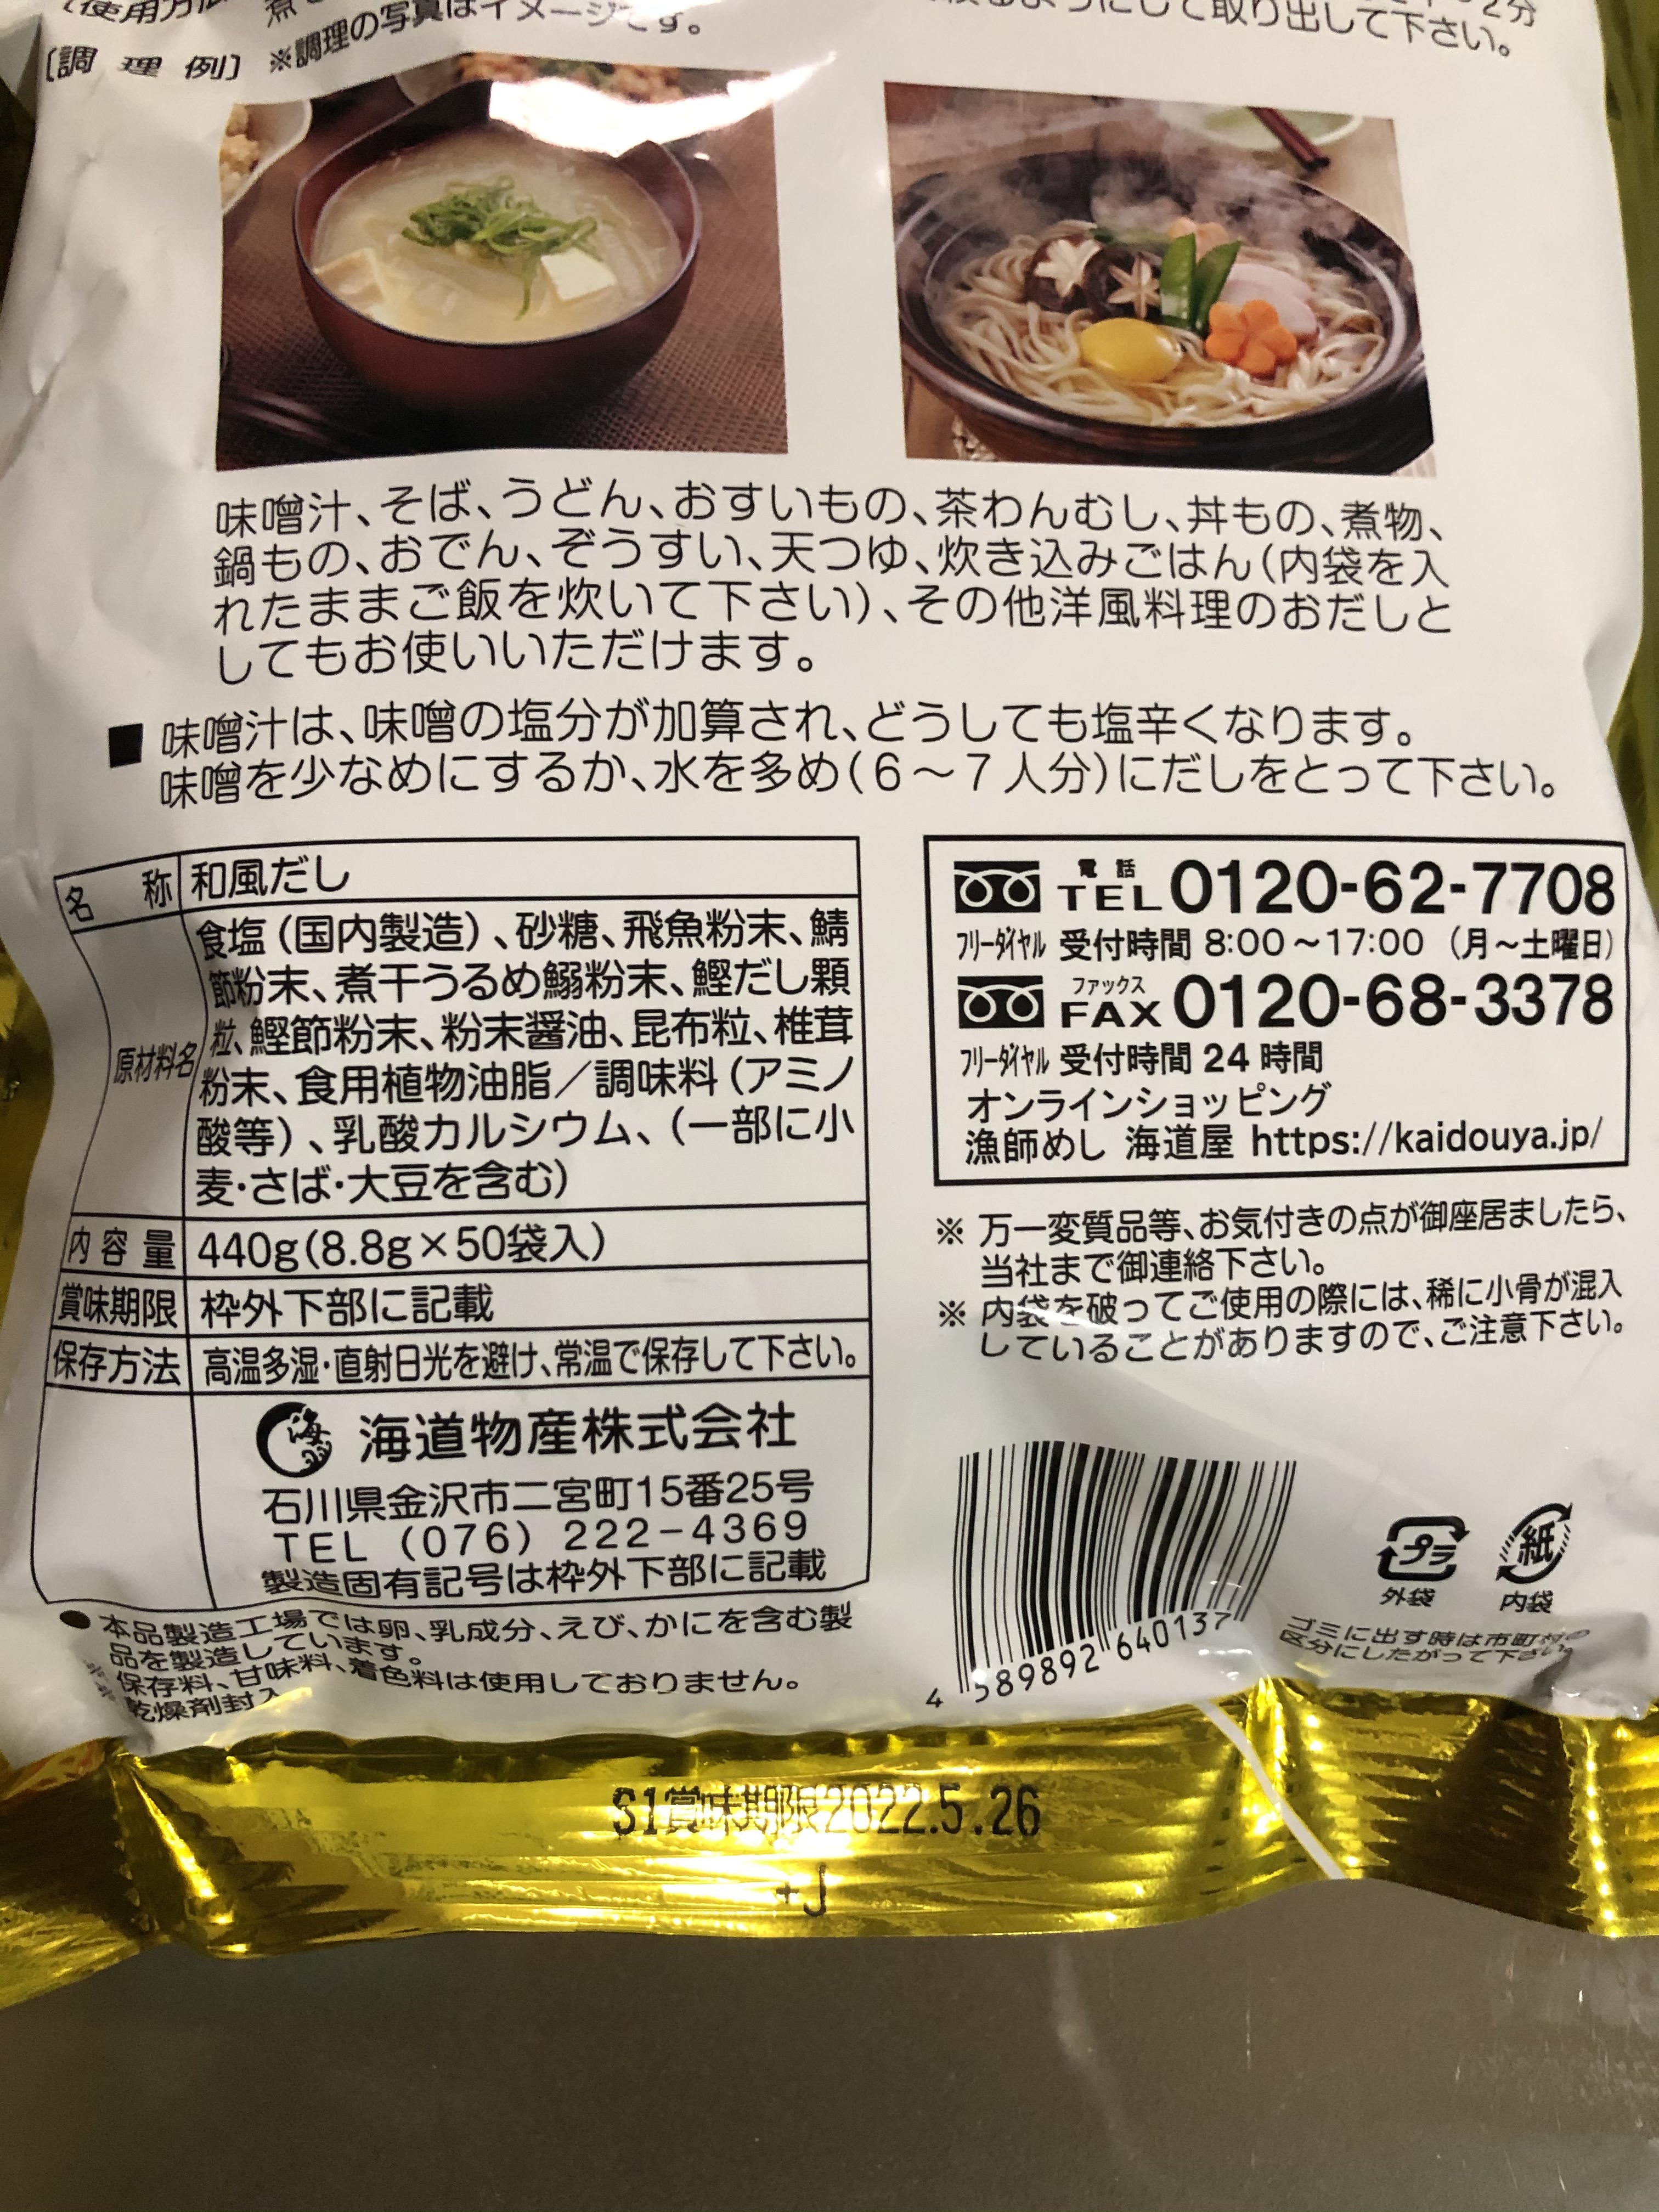 〔使用方法
取り出して下さい。
〔調理例〕 ※調理の写真はイメージです。
味噌汁、そば、うどん、おすいもの、茶わんむし、丼もの、煮物、
鍋もの、おでん、ぞうすい、天つゆ、炊き込みごはん(内袋を入
れたままご飯を炊いて下さい)、その他洋風料理のおだしと
してもお使いいただけます。
■ 味噌汁は、味噌の塩分が加算され、どうしても塩辛くなります。
味噌を少なめにするか、水を多め(6～7人分)にだしをとって下さい。
名称 和風だし
原材料名
食塩(国内製造)、砂糖、飛魚粉末、鯖
節粉末、煮干うるめ鰯粉末、鰹だし顆
粒、鰹節粉末、粉末醤油、昆布粒、椎茸
粉末、食用植物油脂／調味料(アミノ
酸等)、乳酸カルシウム、(一部に小
麦・さば・大豆を含む)
内容量 440g(8.8g×50袋入)
賞味期限 枠外下部に記載
保存方法 高温多湿・直射日光を避け、常温で保存して下さい。
海道物産株式会社
石川県金沢市二宮町15番25号
TEL (076) 222-4369
製造固有記号は枠外下部に記載
● 本品製造工場では卵、乳成分、えび、かにを含む製
品を製造しています。
※保存料、甘味料、着色料は使用しておりません。
※乾燥剤封入
電話
TEL 0120-62-7708
フリーダイヤル 受付時間 8:00～17:00 (月～土曜日)
ファックス
FAX 0120-68-3378
フリーダイヤル 受付時間 24時間
オンラインショッピング
漁師めし 海道屋 https://kaidouya.jp/
※ 万一変質品等、お気付きの点が御座居ましたら、
当社まで御連絡下さい。
※ 内袋を破ってご使用の際には、稀に小骨が混入
していることがありますので、ご注意下さい。
4 589892 640137
プラ
外袋
紙
内袋
ゴミに出す時は市町村の
区分にしたがって下さい。
S1賞味期限2022.5.26
+J